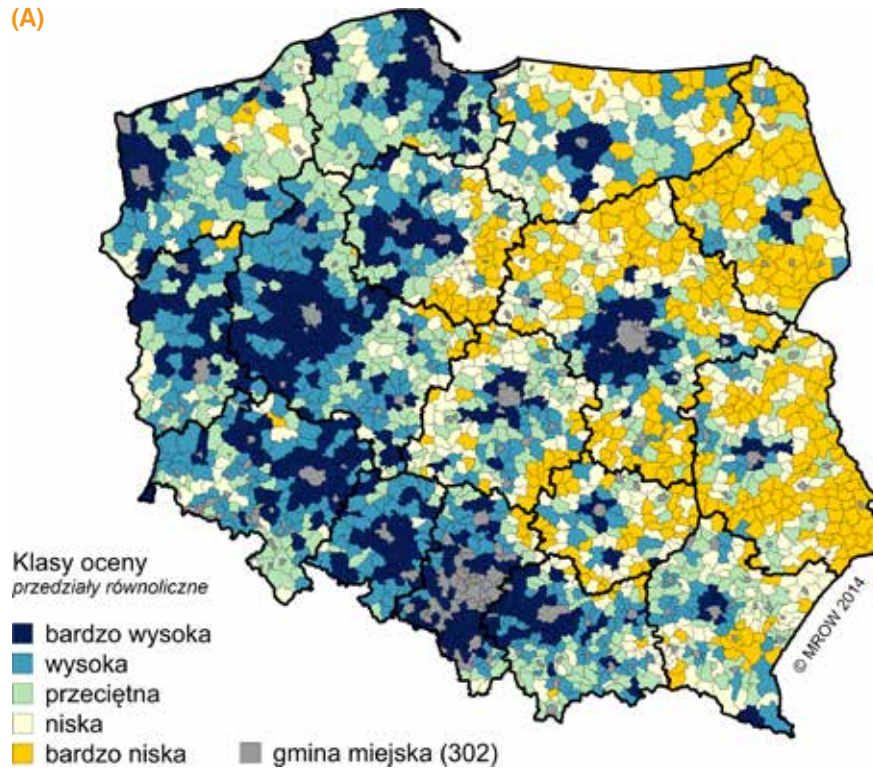 (A)
Klasy oceny
przedziały równoliczne
bardzo wysoka
wysoka
przeciętna
niska
bardzo niska
gmina miejska (302)
© MROW 2014